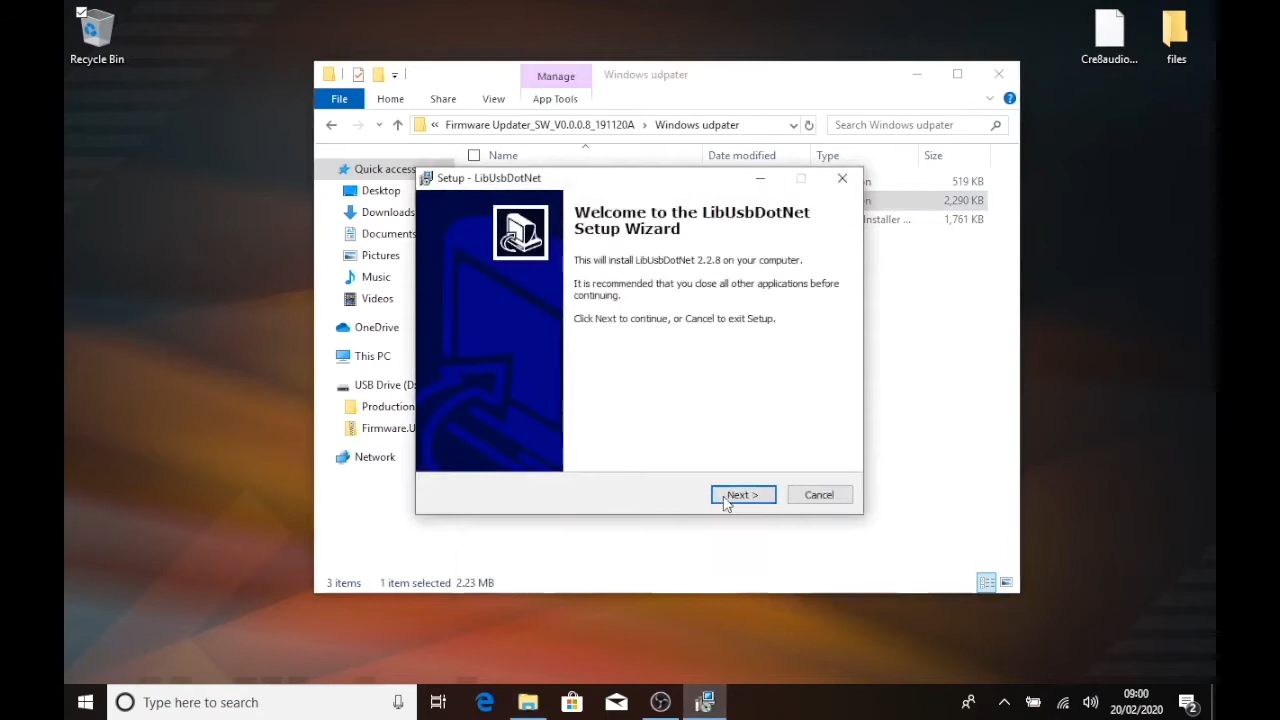 Recycle Bin
Cre8audio...
files
Manage
Windows udpater
File
Home
Share
View
App Tools
« Firmware Updater_SW_V0.0.0.8_191120A > Windows udpater
Search Windows udpater
Name
Date modified
Type
Size
Quick access
Desktop
Downloads
Documents
Pictures
Music
Videos
OneDrive
This PC
USB Drive (D:
Production
Firmware.U
Network
519 KB
2,290 KB
nstaller ...
1,761 KB
Setup - LibUsbDotNet
Welcome to the LibUsbDotNet
Setup Wizard
This will install LibUsbDotNet 2.2.8 on your computer.
It is recommended that you close all other applications before
continuing.
Click Next to continue, or Cancel to exit Setup.
Next >
Cancel
3 items
1 item selected 2.23 MB
Type here to search
09:00
20/02/2020
2